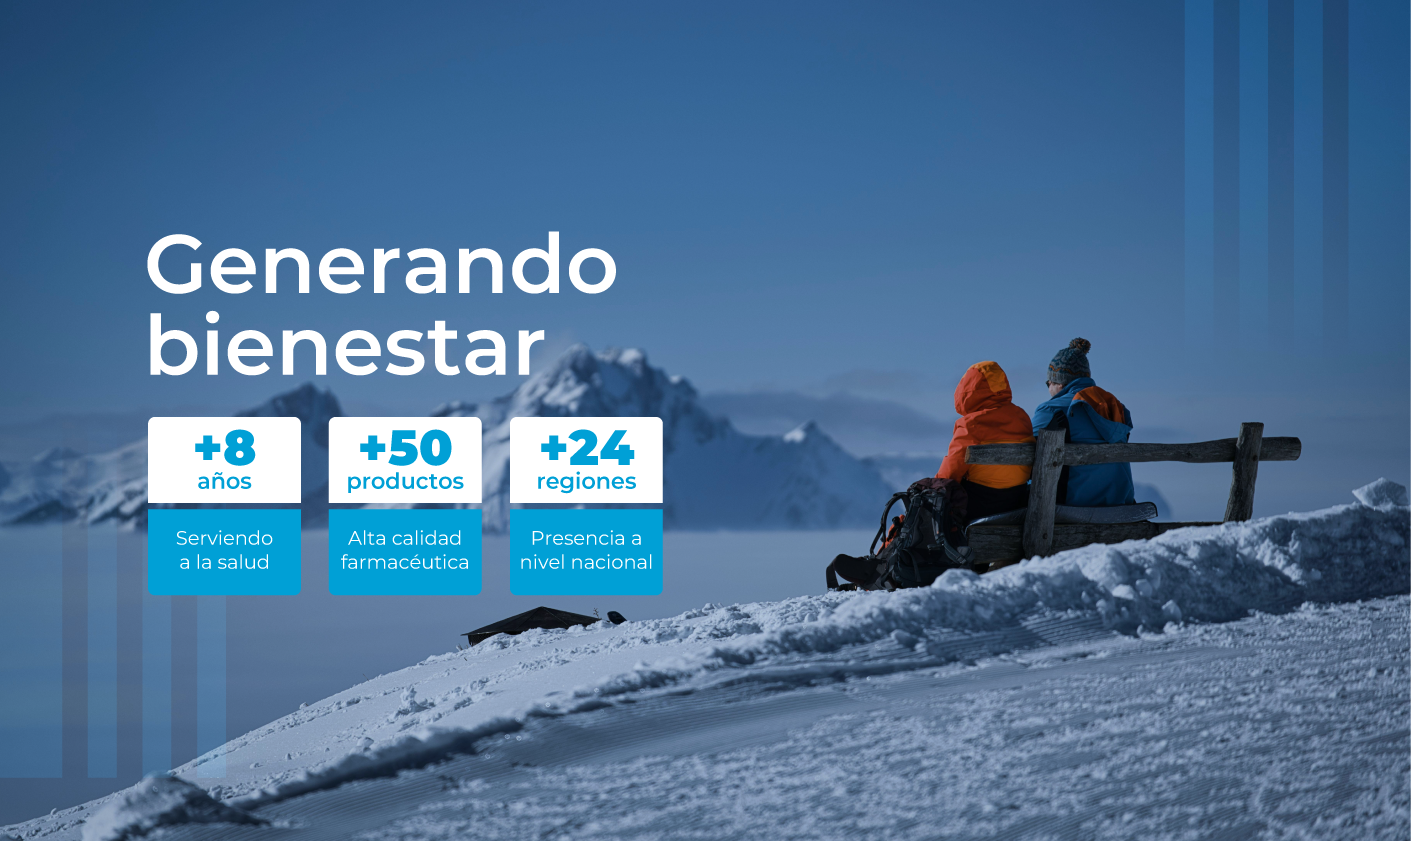 Generando
bienestar
+8
años
Serviendo
a la salud
+50
productos
Alta calidad
farmacéutica
+24
regiones
Presencia a
nivel nacional